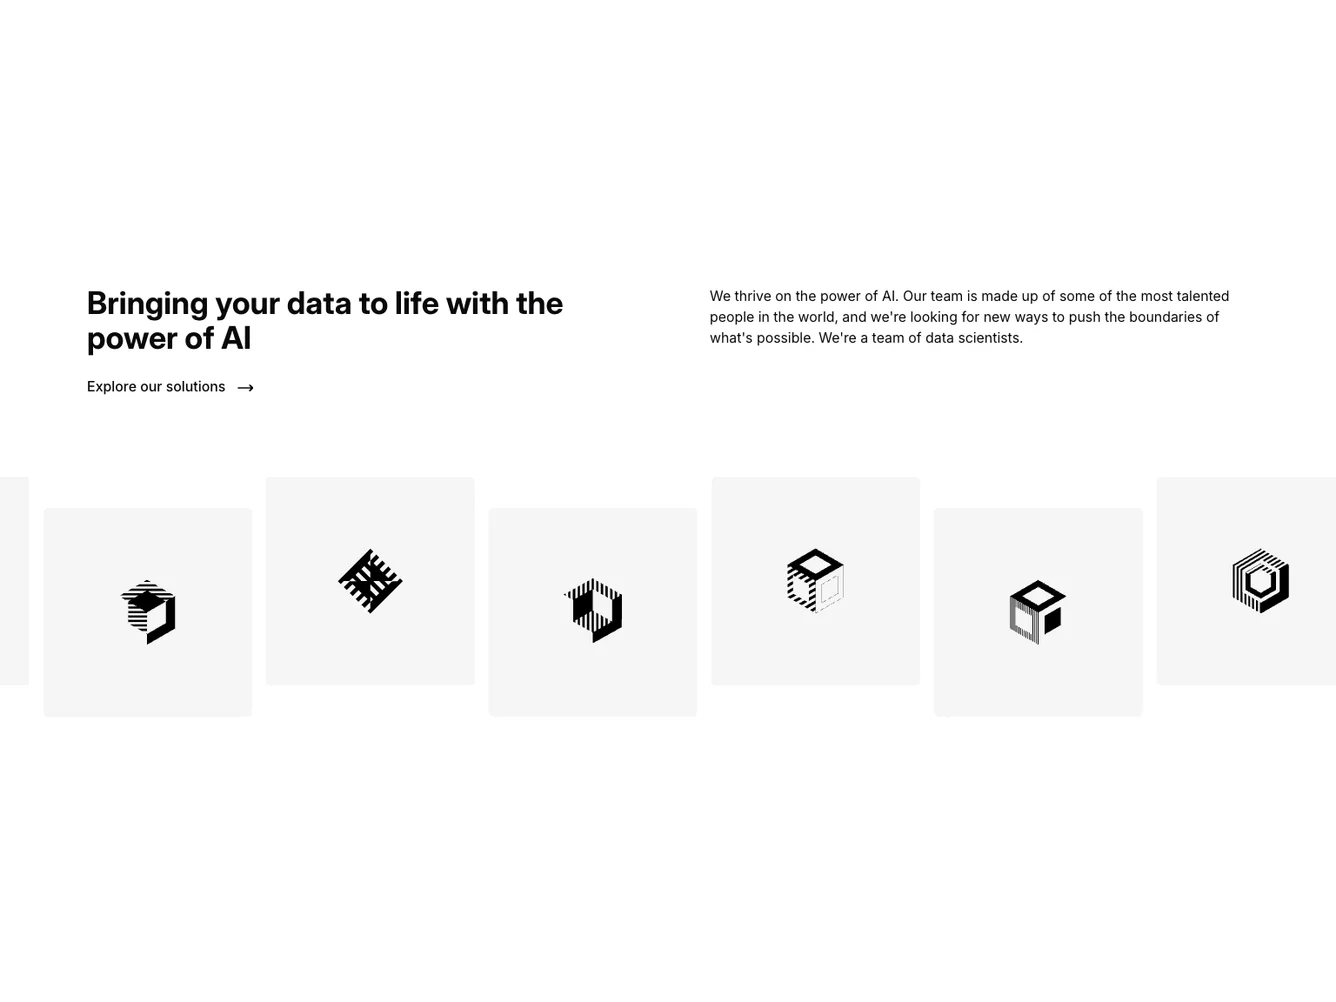 Bringing your data to life with the
power of AI
Explore our solutions
We thrive on the power of AI. Our team is made up of some of the most talented
people in the world, and we're looking for new ways to push the boundaries of
what's possible. We're a team of data scientists.